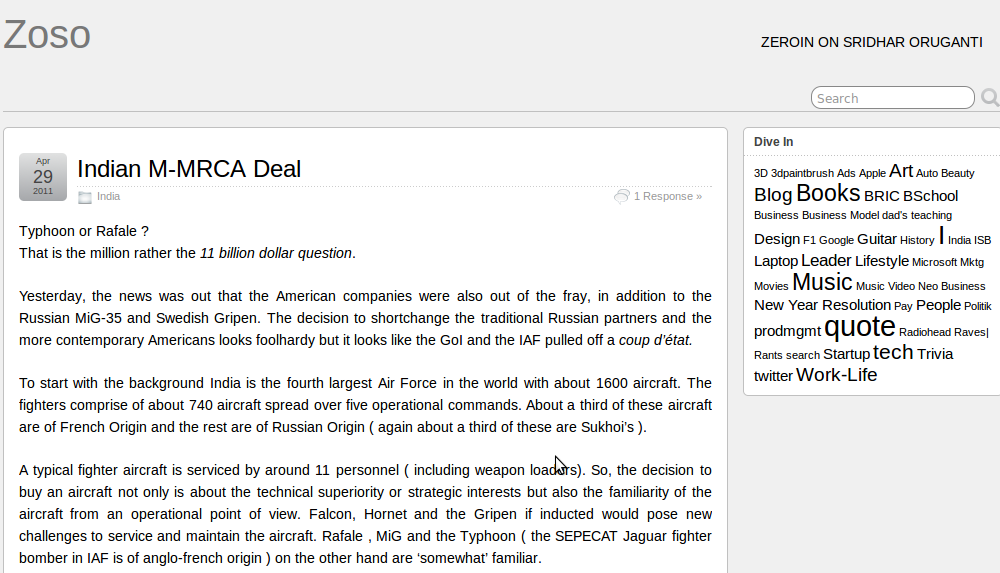 Zoso
ZEROIN ON SRIDHAR ORUGANTI
Search
Apr
29
2011
Indian M-MRCA Deal
India
1 Response »
Typhoon or Rafale ?
That is the million rather the 11 billion dollar question.
Yesterday, the news was out that the American companies were also out of the fray, in addition to the
Russian MiG-35 and Swedish Gripen. The decision to shortchange the traditional Russian partners and the
more contemporary Americans looks foolhardy but it looks like the GoI and the IAF pulled off a coup d’état.
To start with the background India is the fourth largest Air Force in the world with about 1600 aircraft. The
fighters comprise of about 740 aircraft spread over five operational commands. About a third of these aircraft
are of French Origin and the rest are of Russian Origin ( again about a third of these are Sukhoi’s ).
A typical fighter aircraft is serviced by around 11 personnel ( including weapon loaders). So, the decision to
buy an aircraft not only is about the technical superiority or strategic interests but also the familiarity of the
aircraft from an operational point of view. Falcon, Hornet and the Gripen if inducted would pose new
challenges to service and maintain the aircraft. Rafale , MiG and the Typhoon ( the SEPECAT Jaguar fighter
bomber in IAF is of anglo-french origin ) on the other hand are ‘somewhat’ familiar.
Dive In
3D 3dpaintbrush Ads Apple Art Auto Beauty
Blog Books BRIC BSchool
Business Business Model dad's teaching
Design F1 Google Guitar History I India ISB
Laptop Leader Lifestyle Microsoft Mktg
Movies Music Music Video Neo Business
New Year Resolution Pay People Politik
prodmgmt quote Radiohead Raves|
Rants search Startup tech Trivia
twitter Work-Life